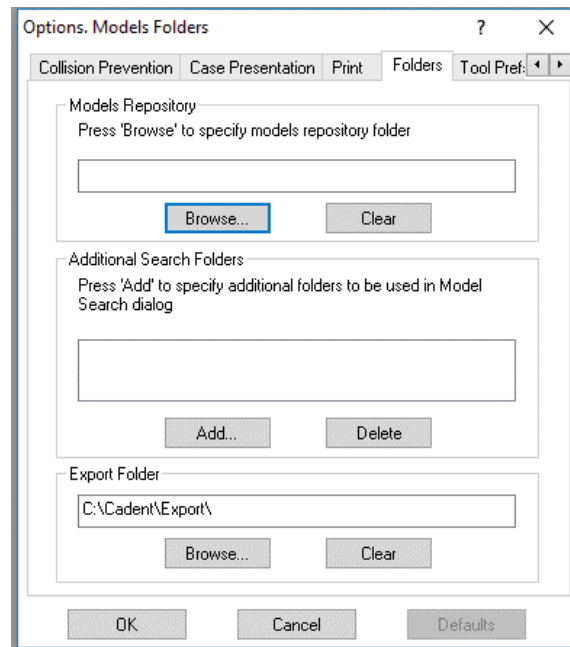 Options. Models Folders ?
Collision Prevention Case Presentation Print Folders Tool Pref:
Models Repository
Press 'Browse' to specify models repository folder
Browse... Clear
Additional Search Folders
Press 'Add' to specify additional folders to be used in Model
Search dialog
Add... Delete
Export Folder
C:\Cadent\Export\
Browse... Clear
OK Cancel Defaults